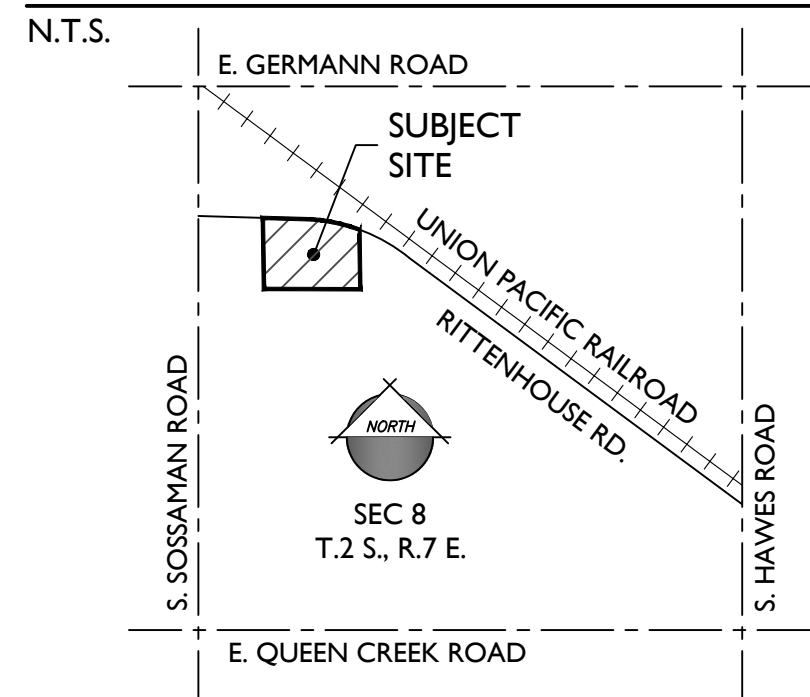 N.T.S.
E. GERMANN ROAD
SUBJECT
SITE
UNION PACIFIC RAILROAD
RITTENHOUSE RD.
S. SOSSAMAN ROAD
NORTH
S. HAWES ROAD
SEC 8
T.2 S., R.7 E.
E. QUEEN CREEK ROAD